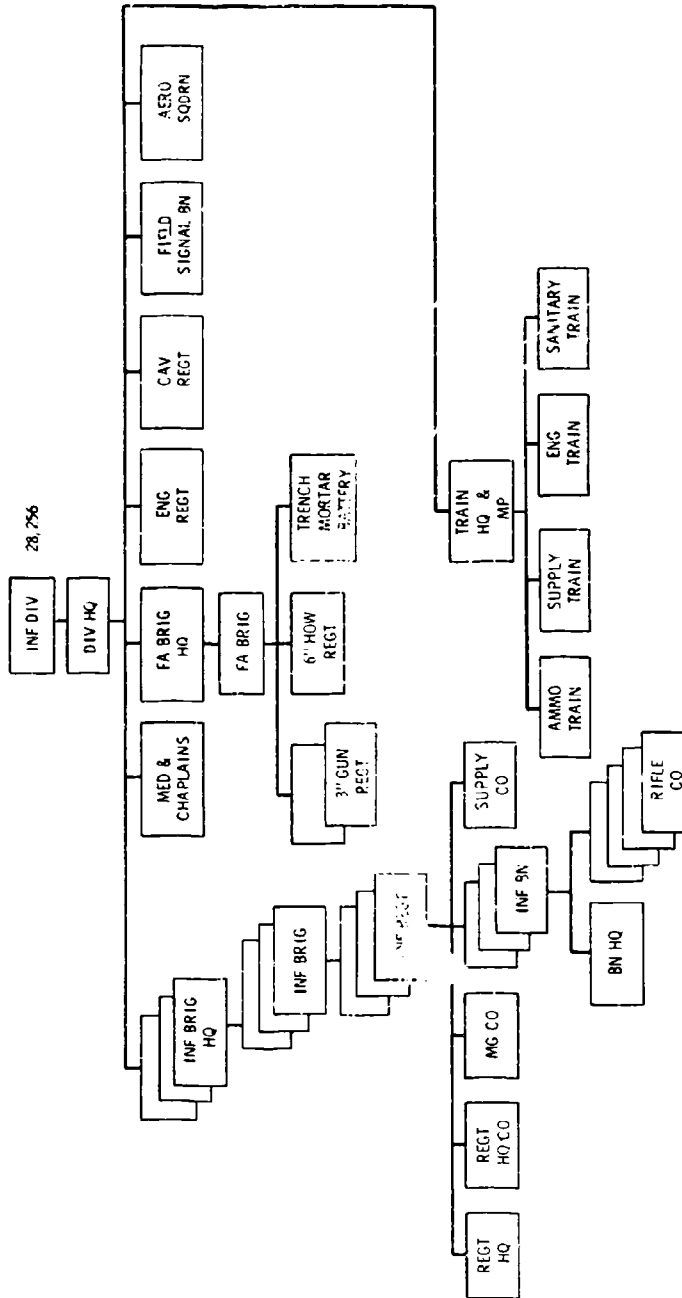 INF DIV
28,256
DIV HQ
INF BRIG
HQ
MED &
CHAPLAINS
FA BRIG
HQ
ENG
REGT
CAV
REGT
FIELD
SIGNAL BN
AERO
SQDRN
INF BRIG
FA BRIG
3" GUN
REGT
6" HOW
REGT
TRENCH
MORTAR
BATTERY
INF REGT
TRAIN
HQ &
MP
REGT
HQ
REGT
HQ CO
MG CO
INF BN
SUPPLY
CO
AMMO
TRAIN
SUPPLY
TRAIN
ENG
TRAIN
SANITARY
TRAIN
BN HQ
RIFLE
CO